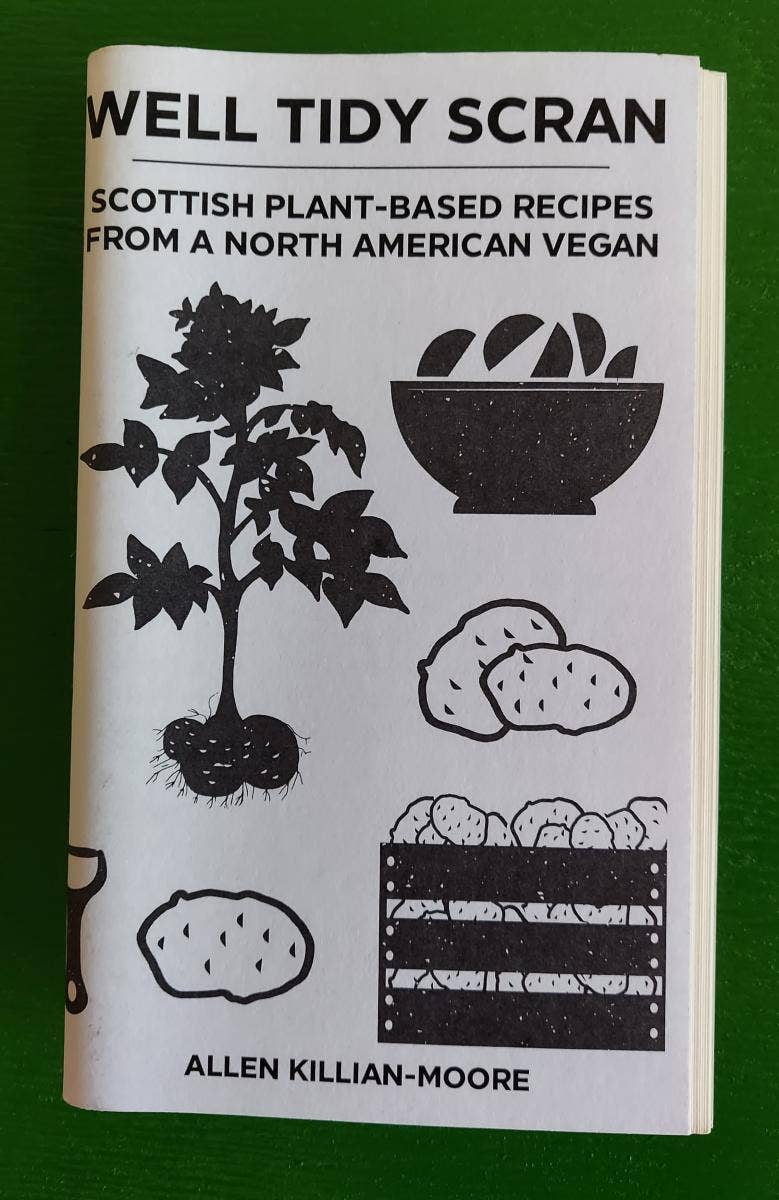 WELL TIDY SCRAN
SCOTTISH PLANT-BASED RECIPES
FROM A NORTH AMERICAN VEGAN
ALLEN KILLIAN-MOORE